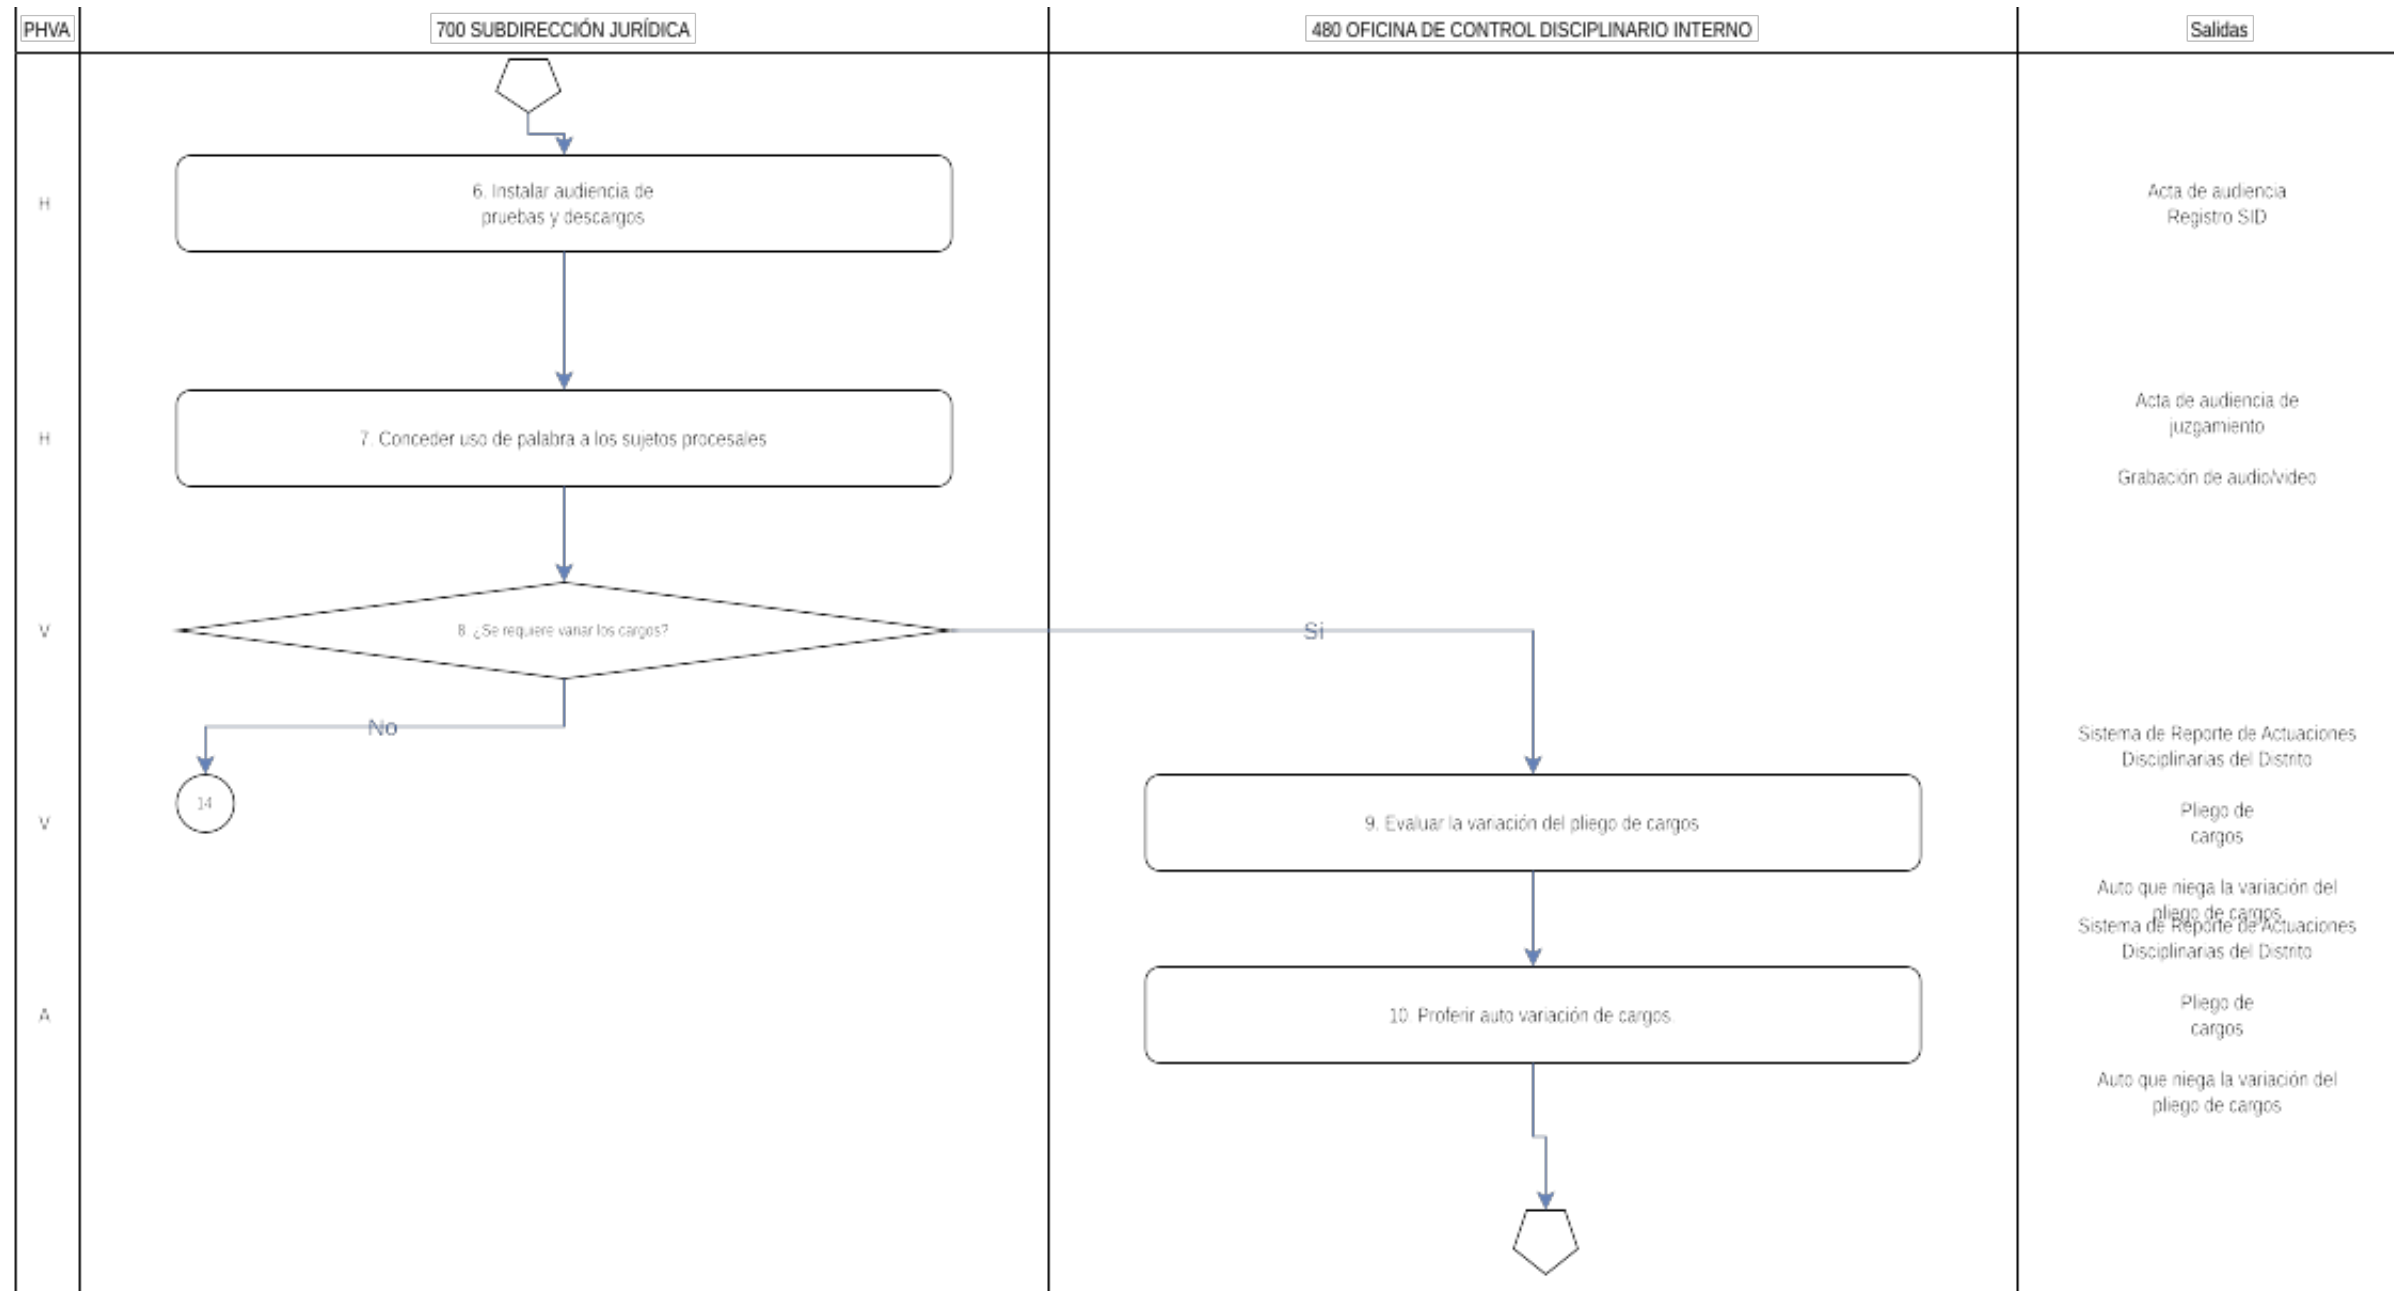 PHVA
700 SUBDIRECCIÓN JURÍDICA
480 OFICINA DE CONTROL DISCIPLINARIO INTERNO
Salidas
H
6. Instalar audiencia de
pruebas y descargos
Acta de audiencia
Registro SID
H
7. Conceder uso de palabra a los sujetos procesales
Acta de audiencia de
juzgamiento
Grabación de audio/video
V
8. ¿Se requiere variar los cargos?
Si
No
14
V
9. Evaluar la variación del pliego de cargos
Sistema de Reporte de Actuaciones
Disciplinarias del Distrito
Pliego de
cargos
Auto que niega la variación del
pliego de cargos
A
10. Proferir auto variación de cargos.
Sistema de Reporte de Actuaciones
Disciplinarias del Distrito
Pliego de
cargos
Auto que niega la variación del
pliego de cargos